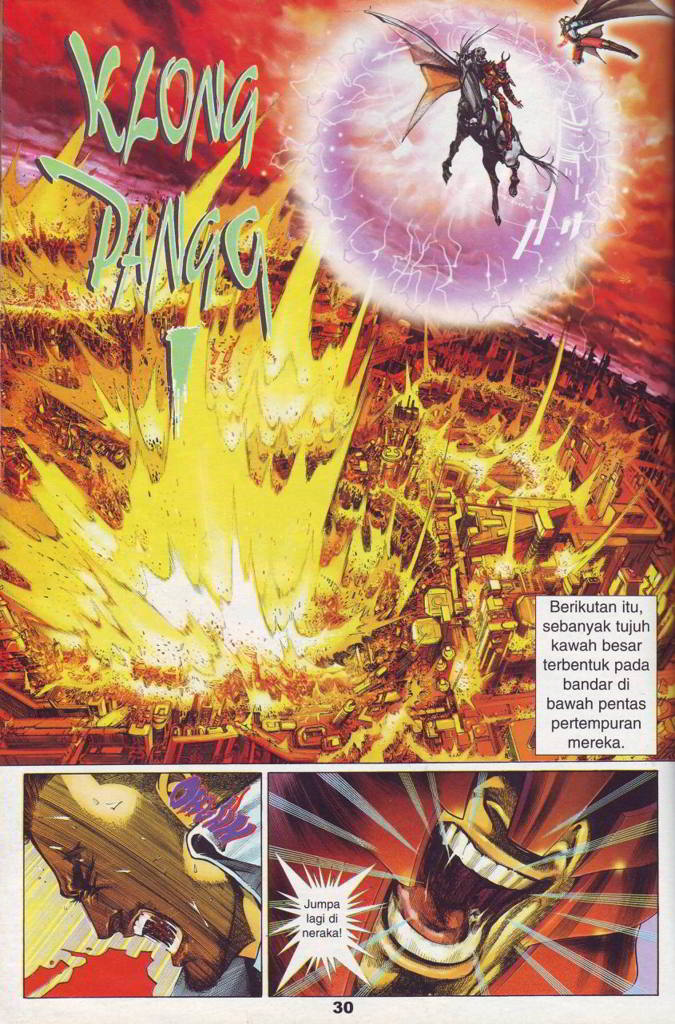 KLONG
PANGG
!
Berikutan itu,
sebanyak tujuh
kawah besar
terbentuk pada
bandar di
bawah pentas
pertempuran
mereka.
Jumpa
lagi di
neraka!
30